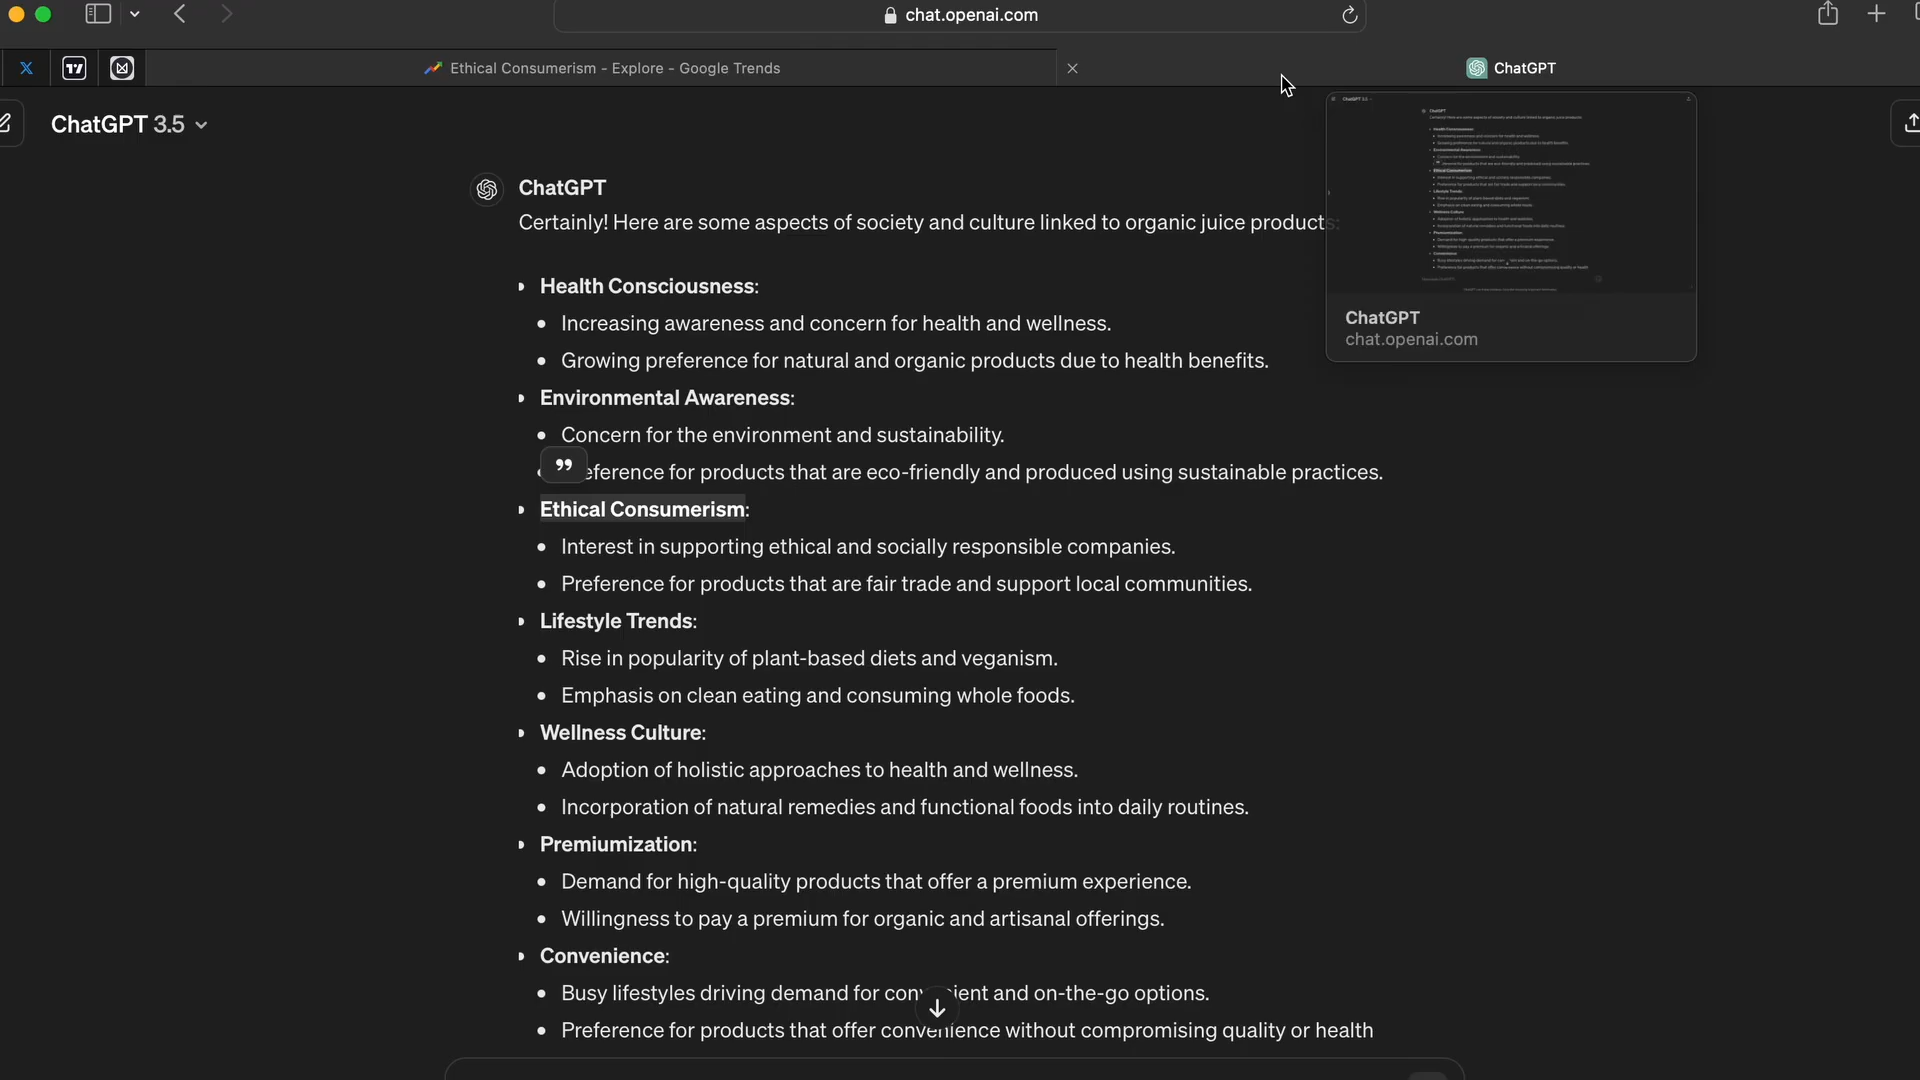 chat.openai.com
Ethical Consumerism - Explore - Google Trends
ChatGPT
ChatGPT 3.5
ChatGPT
Certainly! Here are some aspects of society and culture linked to organic juice products:
Health Consciousness:
Increasing awareness and concern for health and wellness.
Growing preference for natural and organic products due to health benefits.
ChatGPT
chat.openai.com
Environmental Awareness:
Concern for the environment and sustainability.
eference for products that are eco-friendly and produced using sustainable practices.
Ethical Consumerism:
Interest in supporting ethical and socially responsible companies.
Preference for products that are fair trade and support local communities.
Lifestyle Trends:
Rise in popularity of plant-based diets and veganism.
Emphasis on clean eating and consuming whole foods.
Wellness Culture:
Adoption of holistic approaches to health and wellness.
Incorporation of natural remedies and functional foods into daily routines.
Premiumization:
Demand for high-quality products that offer a premium experience.
Willingness to pay a premium for organic and artisanal offerings.
Convenience:
Busy lifestyles driving demand for convenient and on-the-go options.
Preference for products that offer convenience without compromising quality or health